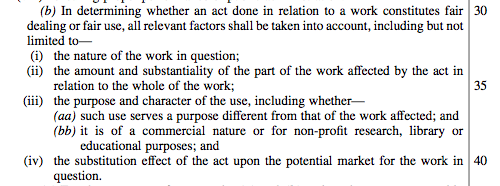 (b) In determining whether an act done in relation to a work constitutes fair 30
dealing or fair use, all relevant factors shall be taken into account, including but not
limited to—
(i) the nature of the work in question;
(ii) the amount and substantiality of the part of the work affected by the act in
relation to the whole of the work; 35
(iii) the purpose and character of the use, including whether—
(aa) such use serves a purpose different from that of the work affected; and
(bb) it is of a commercial nature or for non-profit research, library or
educational purposes; and
(iv) the substitution effect of the act upon the potential market for the work in 40
question.